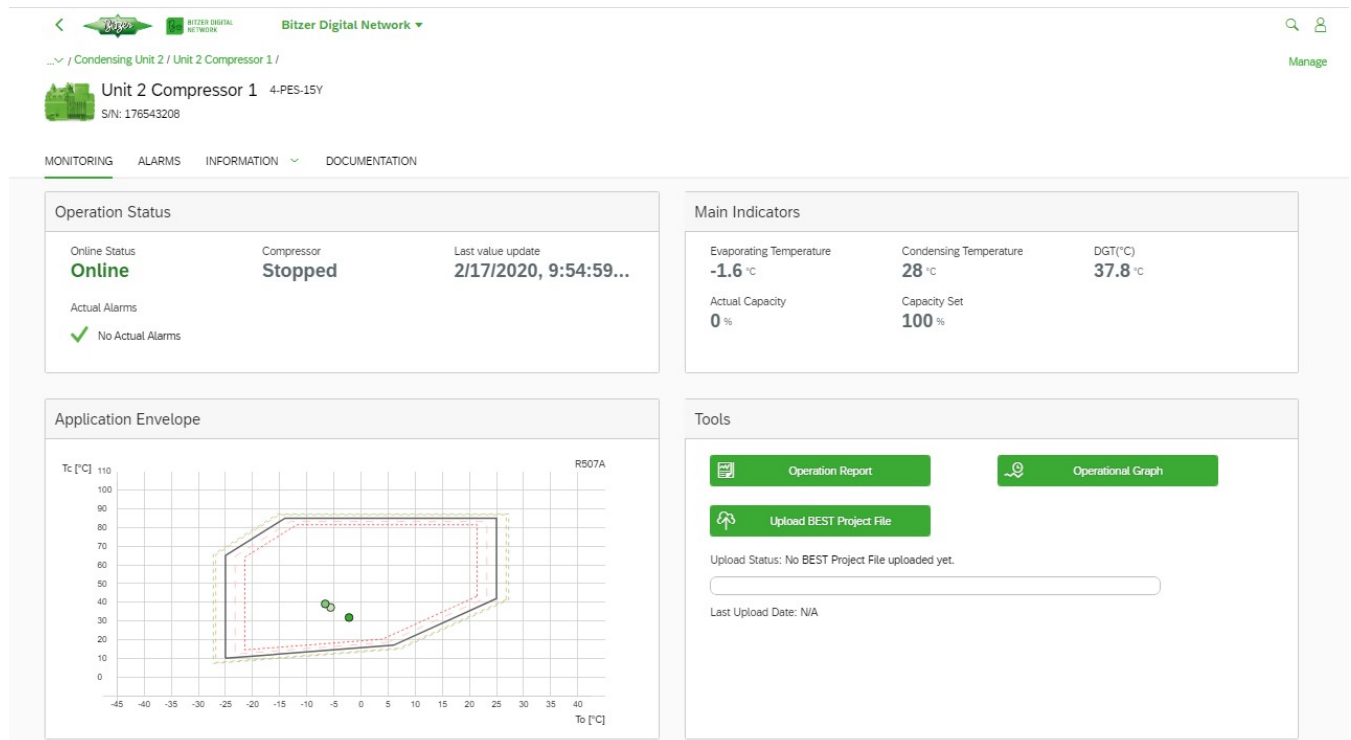 Bitzer
BITZER DIGITAL
NETWORK
Bitzer Digital Network
... / Condensing Unit 2 / Unit 2 Compressor 1 /
Manage
Unit 2 Compressor 1 4-PES-15Y
S/N: 176543208
MONITORING ALARMS INFORMATION DOCUMENTATION
Operation Status
Online Status Compressor Last value update
Online Stopped 2/17/2020, 9:54:59...
Actual Alarms
No Actual Alarms
Main Indicators
Evaporating Temperature Condensing Temperature DGT(°C)
-1.6 °C 28 °C 37.8 °C
Actual Capacity Capacity Set
0 % 100 %
Application Envelope
Tc [°C]
R507A
110
100
90
80
70
60
50
40
30
20
10
0
-45 -40 -35 -30 -25 -20 -15 -10 -5 0 5 10 15 20 25 30 35 40
To [°C]
Tools
Operation Report Operational Graph
Upload BEST Project File
Upload Status: No BEST Project File uploaded yet.
Last Upload Date: N/A